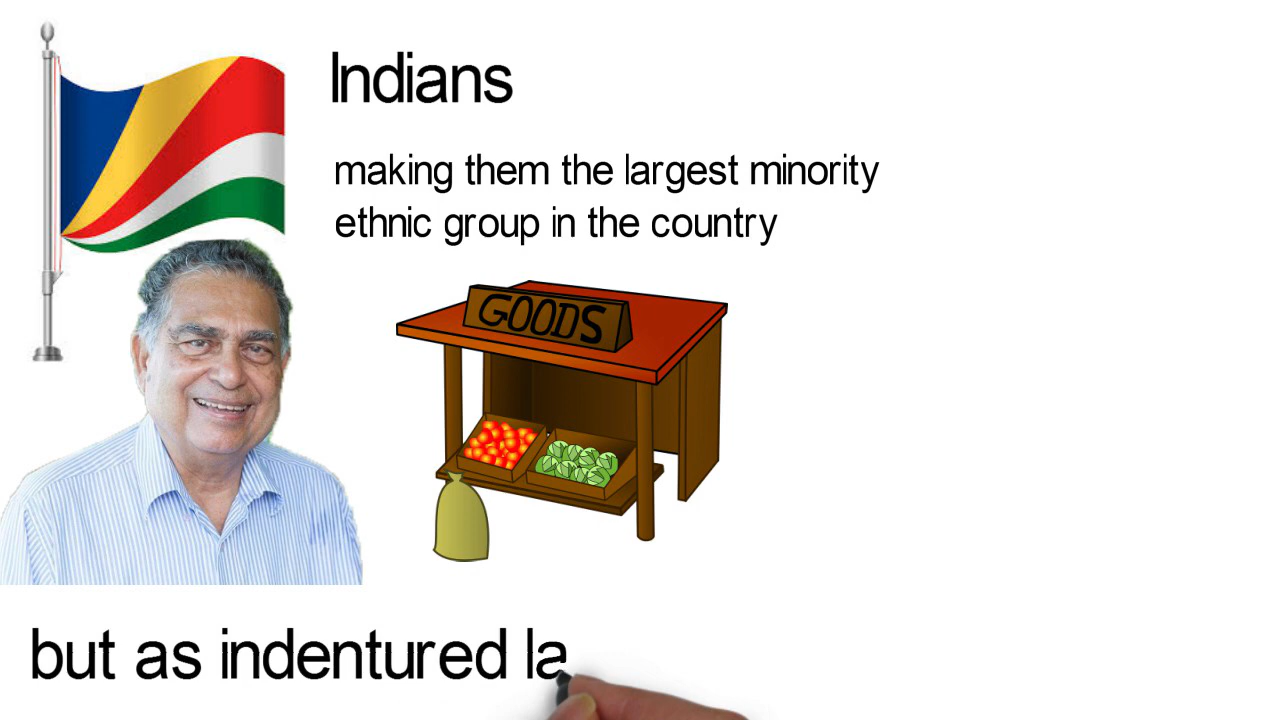 Indians
making them the largest minority
ethnic group in the country
GOODS
but as indentured la